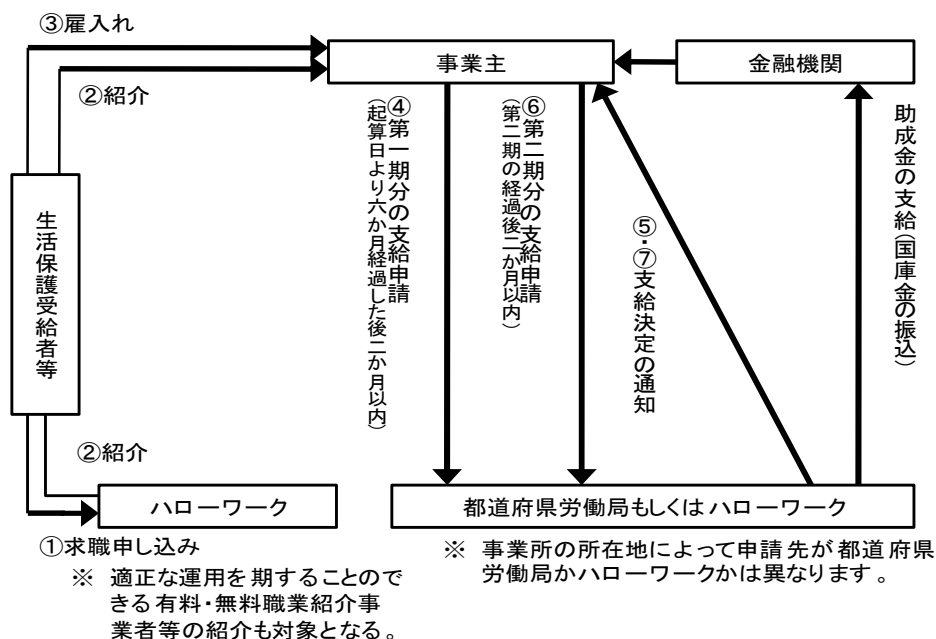 ③雇入れ
事業主
金融機関
②紹介
④第一期分の支給申請
(起算日より六か月経過した後二か月以内)
⑥第二期分の支給申請
(第二期の経過後二か月以内)
⑤・⑦支給決定の通知
助成金の支給(国庫金の振込)
生活保護受給者等
②紹介
ハローワーク
都道府県労働局もしくはハローワーク
①求職申し込み
※ 適正な運用を期することので
きる有料・無料職業紹介事
業者等の紹介も対象となる。
※ 事業所の所在地によって申請先が都道府県
労働局かハローワークかは異なります。